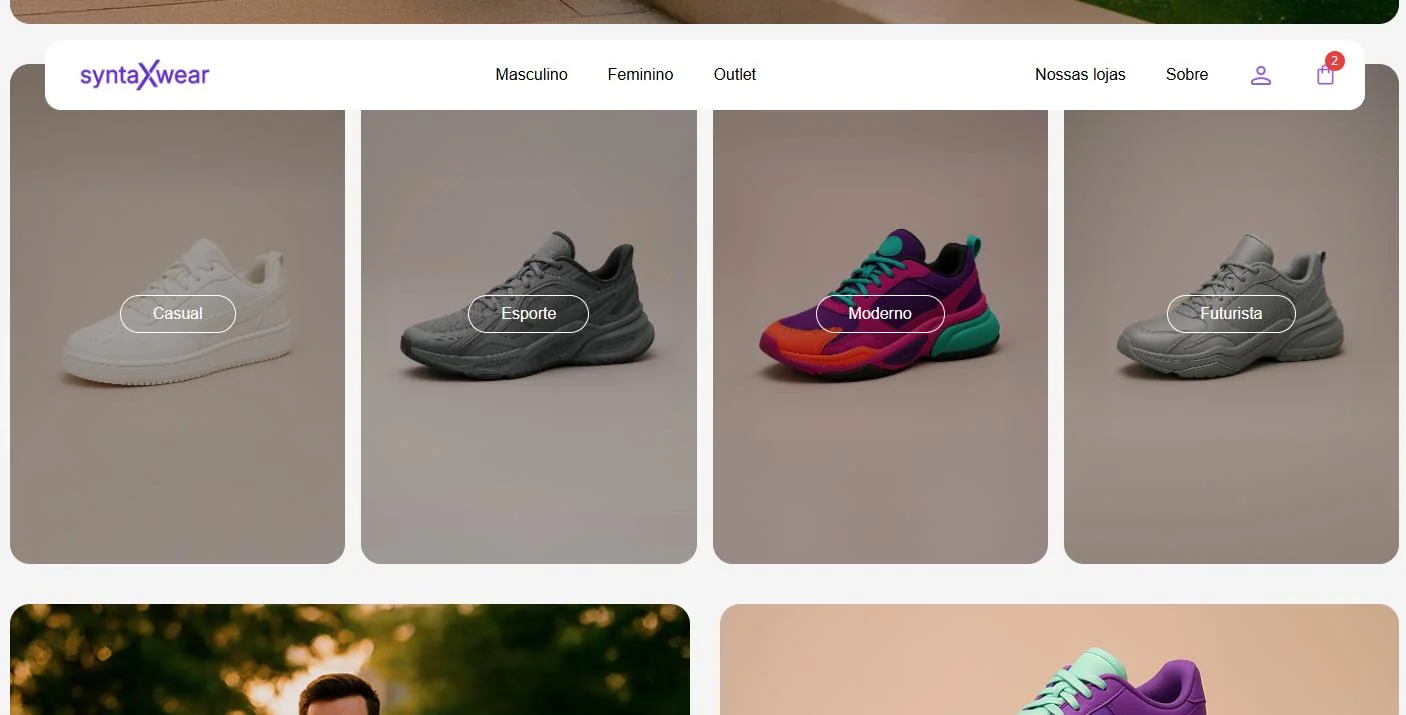 syntaXwear
Masculino
Feminino
Outlet
Nossas lojas
Sobre
2
Casual
Esporte
Moderno
Futurista